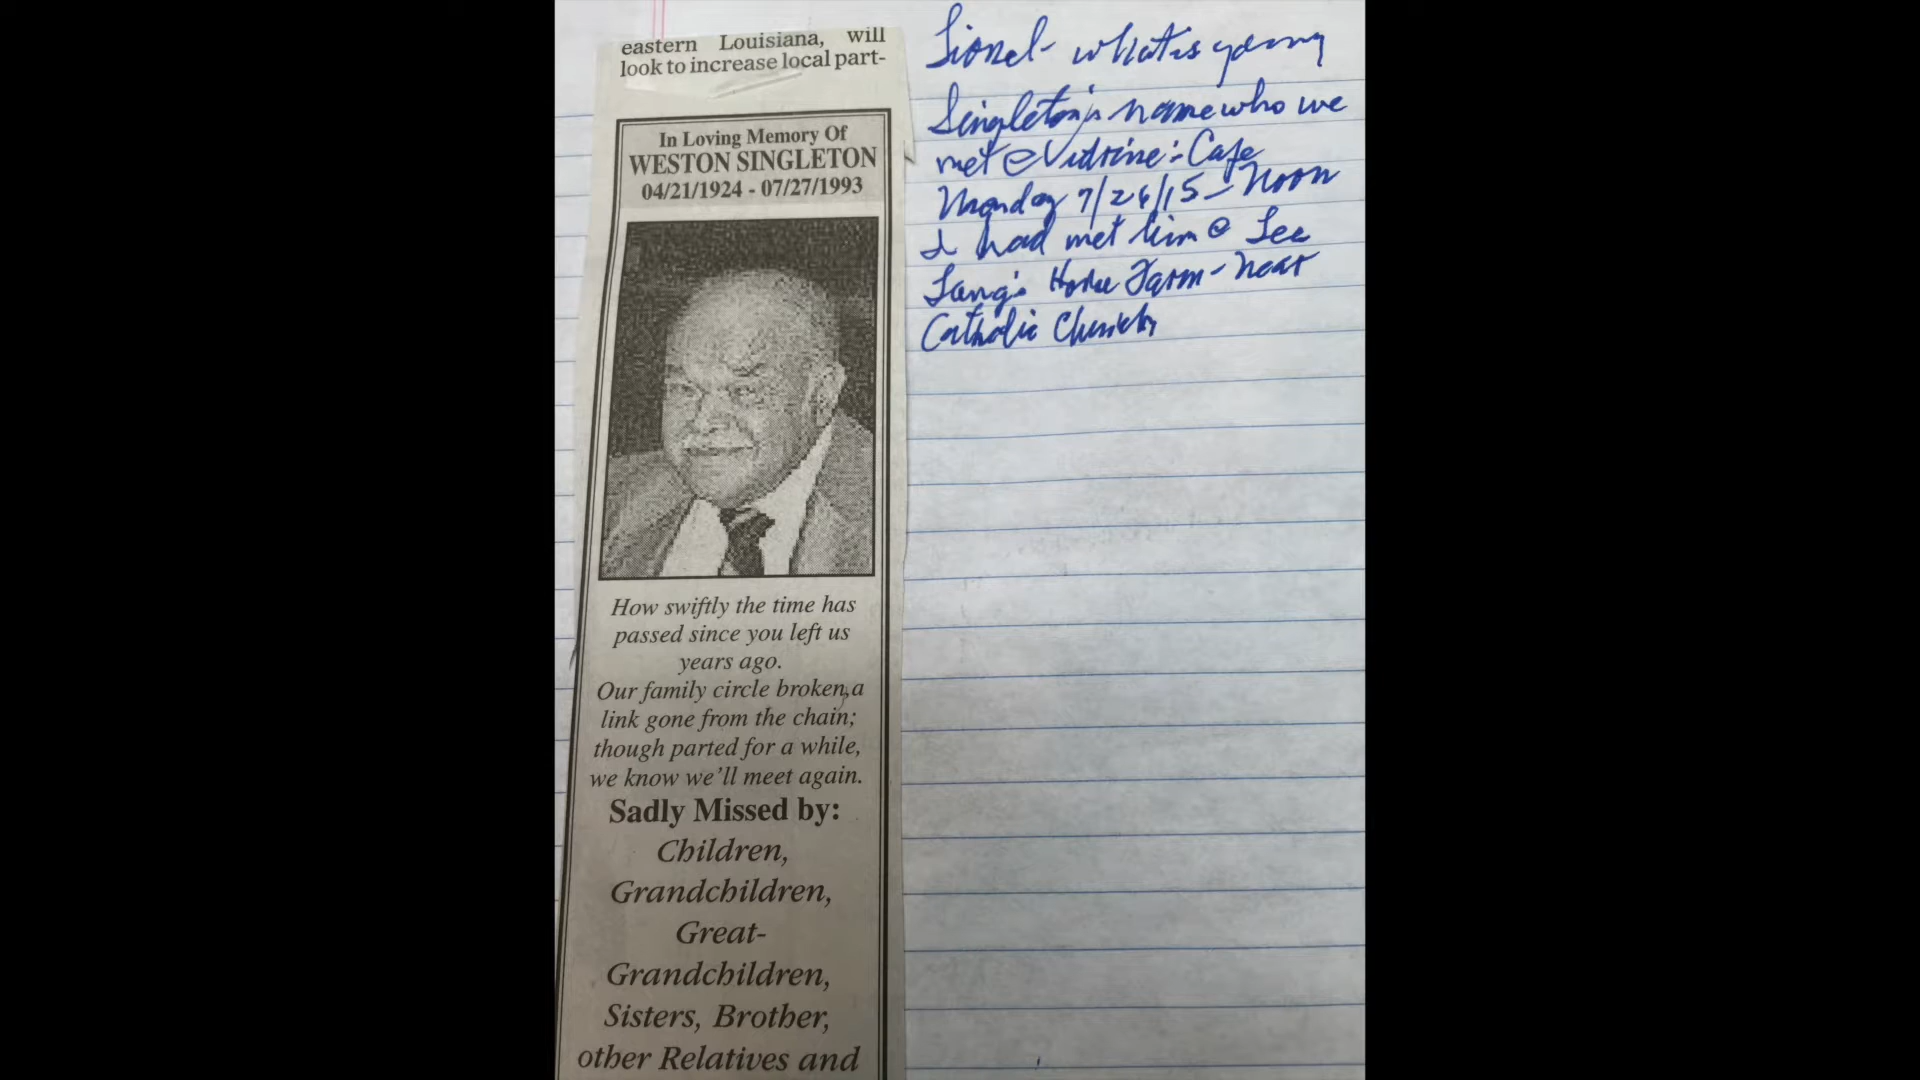 eastern Louisiana, will
look to increase local part-
In Loving Memory Of
WESTON SINGLETON
04/21/1924 - 07/27/1993
How swiftly the time has
passed since you left us
years ago.
Our family circle broken, a
link gone from the chain;
though parted for a while,
we know we'll meet again.
Sadly Missed by:
Children,
Grandchildren,
Great-
Grandchildren,
Sisters, Brother,
other Relatives and
Lionel - what is young
Singleton's name who we
met @ Vidrine's Cafe
Monday 7/26/15 - Noon
I had met him @ Lee
Horse Farm - near
Catholic Church